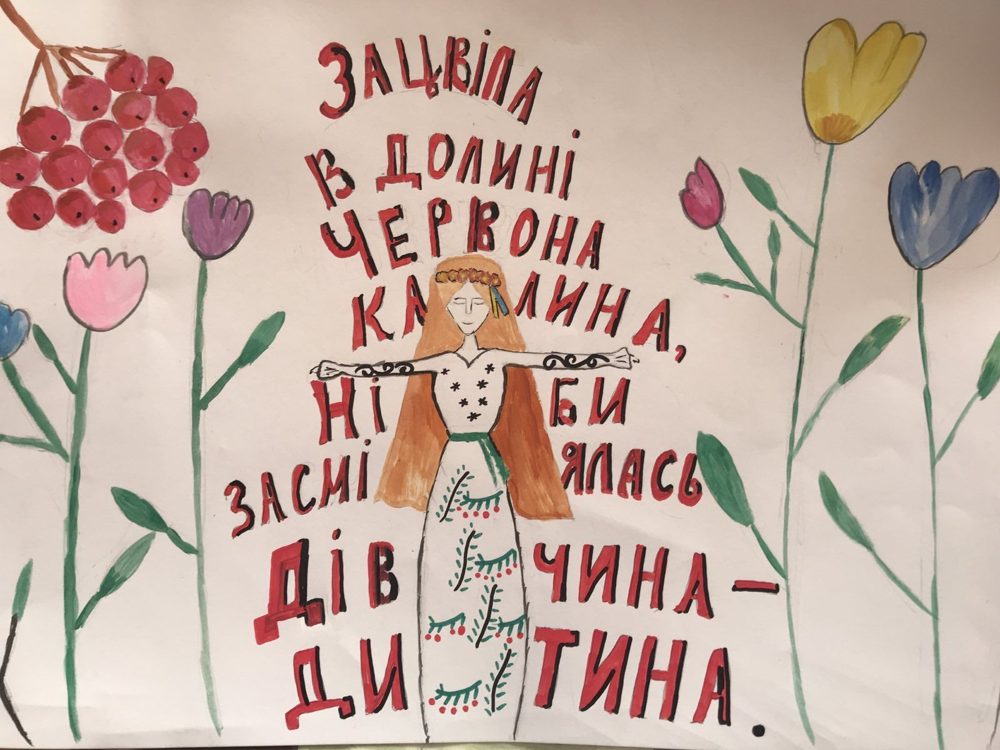 ЗАЦВІЛА
В ДОЛИНІ
ЧЕРВОНА
КАЛИНА,
НІБИ
ЗАСМІЯЛАСЬ
ДІВЧИНА–
ДИТИНА.